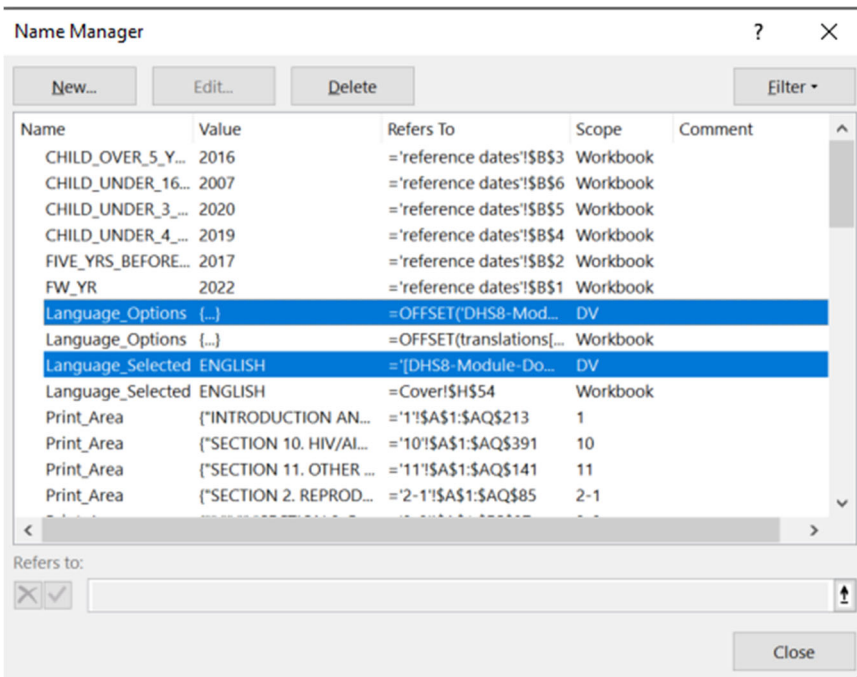 Name Manager ? ×
New... Edit... Delete Filter
Name Value Refers To Scope Comment
CHILD_OVER_5_Y... 2016 ='reference dates'!$B$3 Workbook
CHILD_UNDER_16... 2007 ='reference dates'!$B$6 Workbook
CHILD_UNDER_3_... 2020 ='reference dates'!$B$5 Workbook
CHILD_UNDER_4_... 2019 ='reference dates'!$B$4 Workbook
FIVE_YRS_BEFORE... 2017 ='reference dates'!$B$2 Workbook
FW_YR 2022 ='reference dates'!$B$1 Workbook
Language_Options {...} =OFFSET('DHS8-Mod... DV
Language_Options {...} =OFFSET(translations[... Workbook
Language_Selected ENGLISH ='[DHS8-Module-Do... DV
Language_Selected ENGLISH =Cover!$H$54 Workbook
Print_Area {"INTRODUCTION AN... ='1'!$A$1:$AQ$213 1
Print_Area {"SECTION 10. HIV/AI... ='10'!$A$1:$AQ$391 10
Print_Area {"SECTION 11. OTHER ... ='11'!$A$1:$AQ$141 11
Print_Area {"SECTION 2. REPROD... ='2-1'!$A$1:$AQ$85 2-1
Refers to:
Close